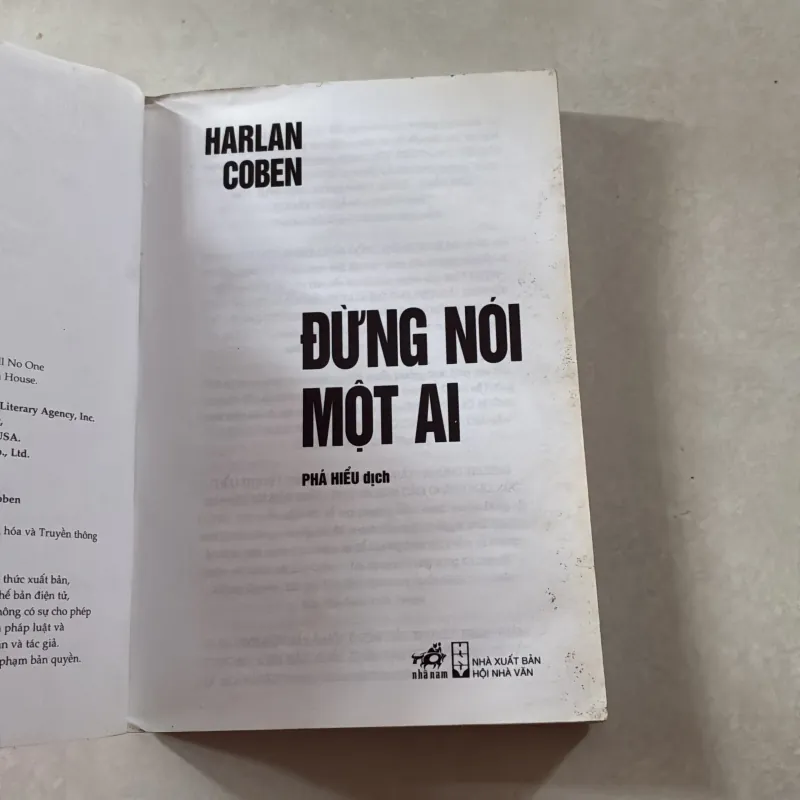 ll No One
House.
Literary Agency, Inc.
USA.
o., Ltd.
oben
hóa và Truyền thông
thức xuất bản,
hể bản điện tử,
hông có sự cho phép
pháp luật và
n và tác giả.
phạm bản quyền.
HARLAN
COBEN
ĐỪNG NÓI
MỘT AI
PHÁ HIỂU dịch
nhã nam
NHÀ XUẤT BẢN
HỘI NHÀ VĂN